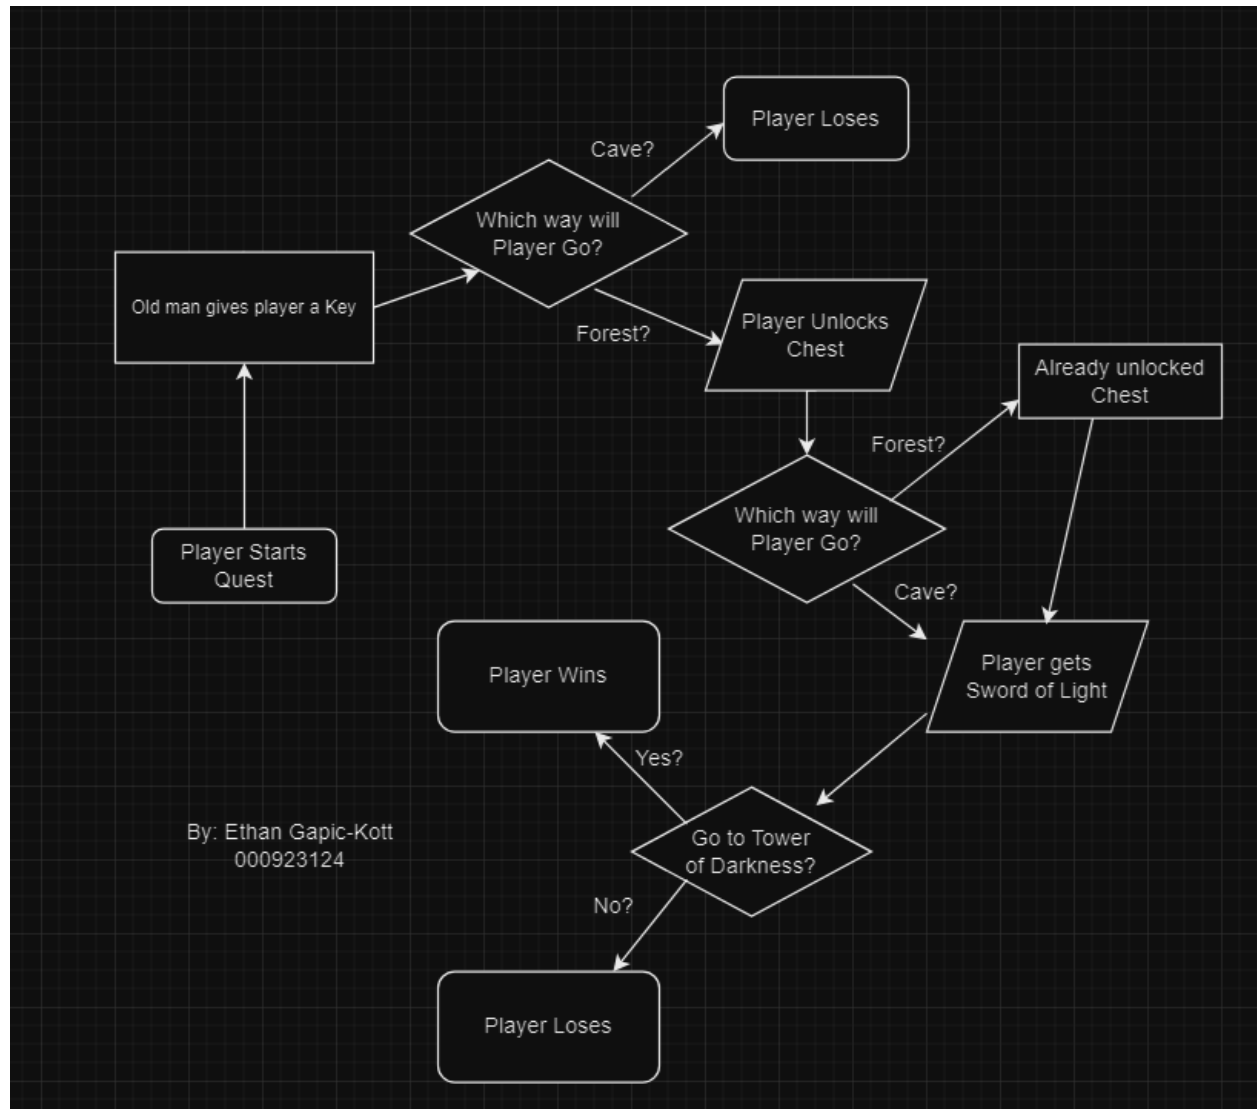 Player Loses
Cave?
Which way will
Player Go?
Old man gives player a Key
Forest?
Player Unlocks
Chest
Already unlocked
Chest
Forest?
Which way will
Player Go?
Player Starts
Quest
Cave?
Player gets
Sword of Light
Player Wins
Yes?
By: Ethan Gapic-Kott
000923124
Go to Tower
of Darkness?
No?
Player Loses